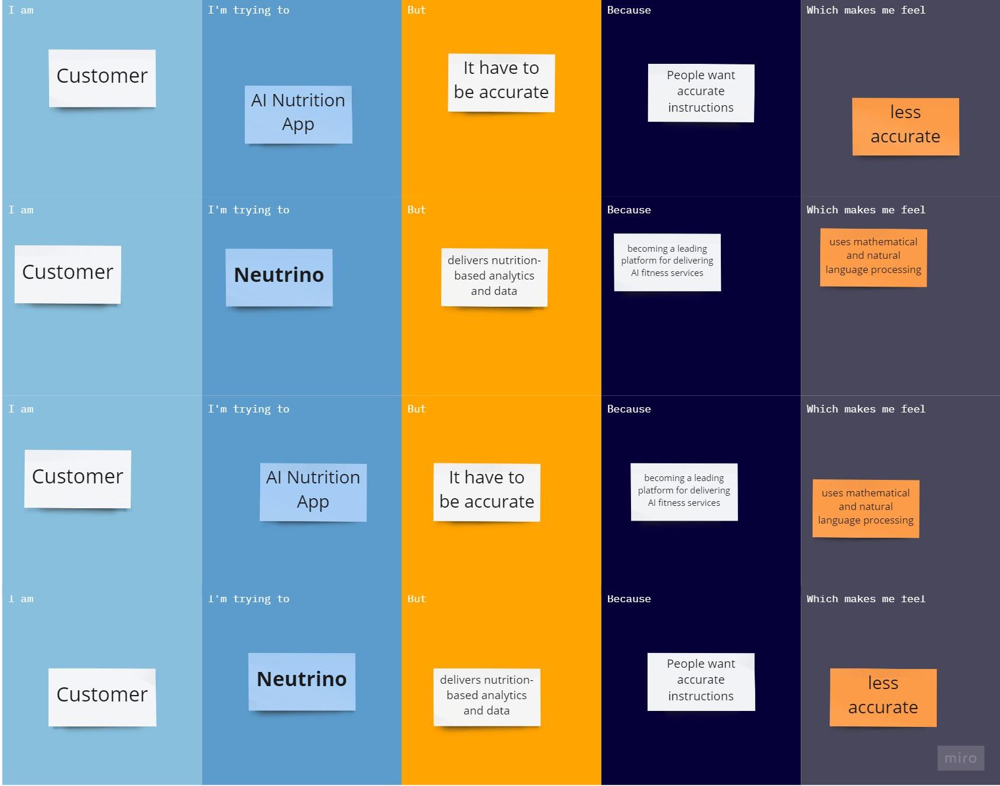 I am
I'm trying to
But
Because
Which makes me feel
Customer
AI Nutrition
App
It have to
be accurate
People want
accurate
instructions
less
accurate
I am
I'm trying to
But
Because
Which makes me feel
Customer
Neutrino
delivers nutrition-
based analytics
and data
becoming a leading
platform for delivering
AI fitness services
uses mathematical
and natural
language processing
I am
I'm trying to
But
Because
Which makes me feel
Customer
AI Nutrition
App
It have to
be accurate
becoming a leading
platform for delivering
AI fitness services
uses mathematical
and natural
language processing
I am
I'm trying to
But
Because
Which makes me feel
Customer
Neutrino
delivers nutrition-
based analytics
and data
People want
accurate
instructions
less
accurate
miro